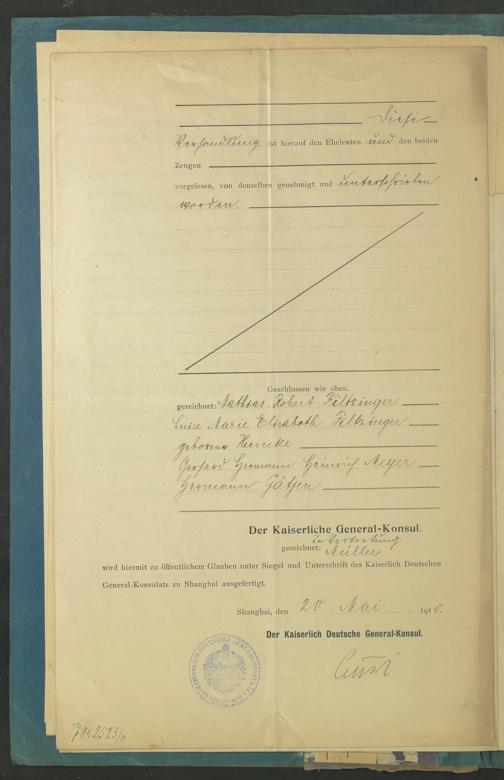 Diese
Verhandlung ist hierauf den Eheleuten und den beiden
Zeugen
vorgelesen, von denselben genehmigt und unterschrieben
worden.
Geschlossen wie oben.
gezeichnet: Mathias Robert Filtzinger
Luise Marie Elisabeth Filtzinger
geborene Heincke
Gerhard Hermann Heinrich Meyer
Hermann Götjen
Der Kaiserliche General-Konsul.
in Vertretung
gezeichnet: Müller.
wird hiermit zu öffentlichem Glauben unter Siegel und Unterschrift des Kaiserlich Deutschen
General-Konsulats zu Shanghai ausgefertigt.
Shanghai, den 20. Mai 1910.
Der Kaiserlich Deutsche General-Konsul.